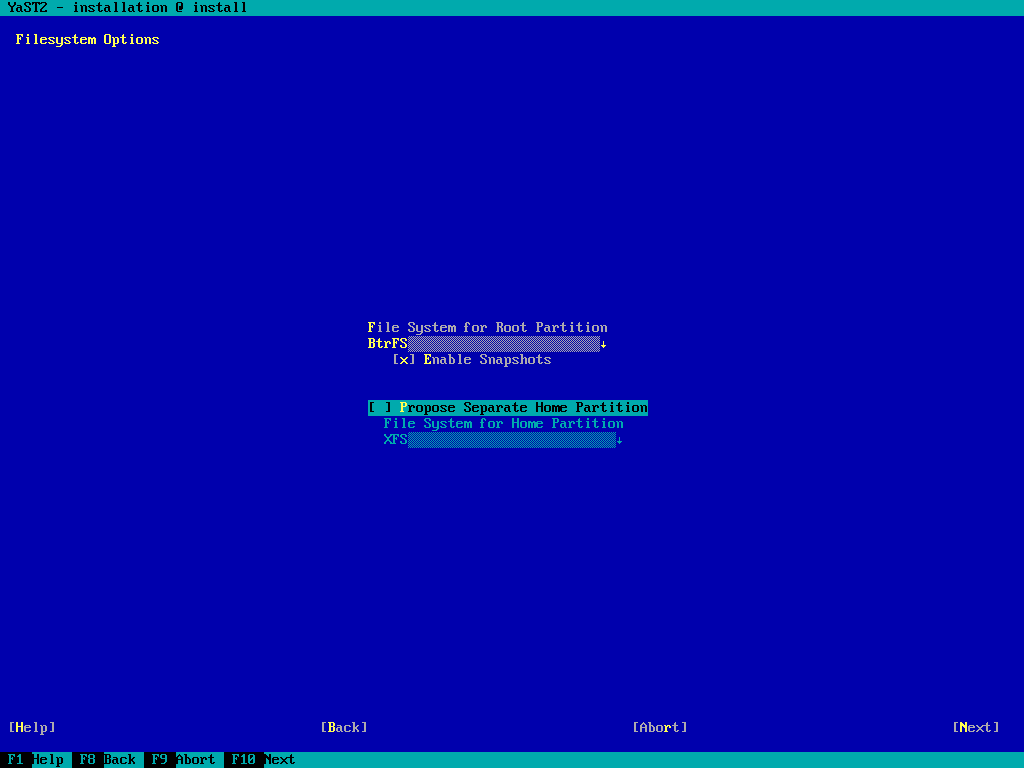 YaST2 - installation @ install
Filesystem Options
File System for Root Partition
BtrFS↓
[x] Enable Snapshots
[ ] Propose Separate Home Partition
File System for Home Partition
XFS↓
[Help] [Back] [Abort] [Next]
F1 Help F8 Back F9 Abort F10 Next